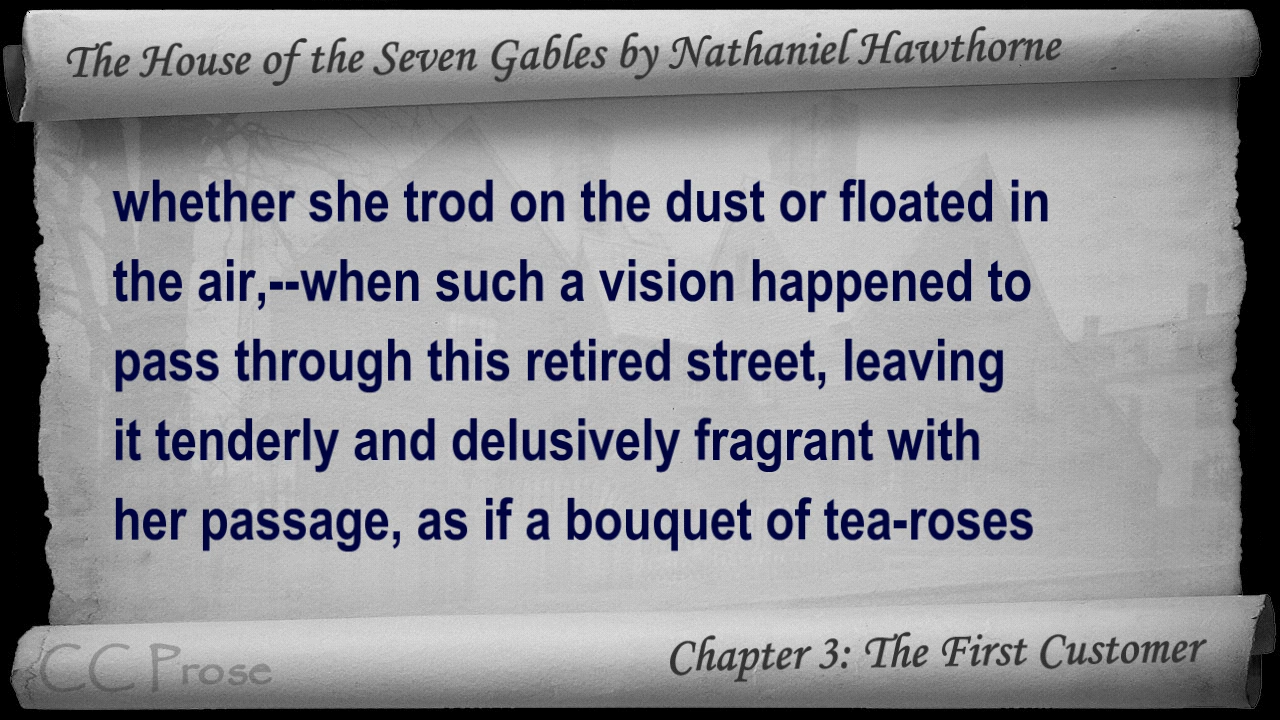 The House of the Seven Gables by Nathaniel Hawthorne
whether she trod on the dust or floated in
the air,--when such a vision happened to
pass through this retired street, leaving
it tenderly and delusively fragrant with
her passage, as if a bouquet of tea-roses
CC Prose
Chapter 3: The First Customer